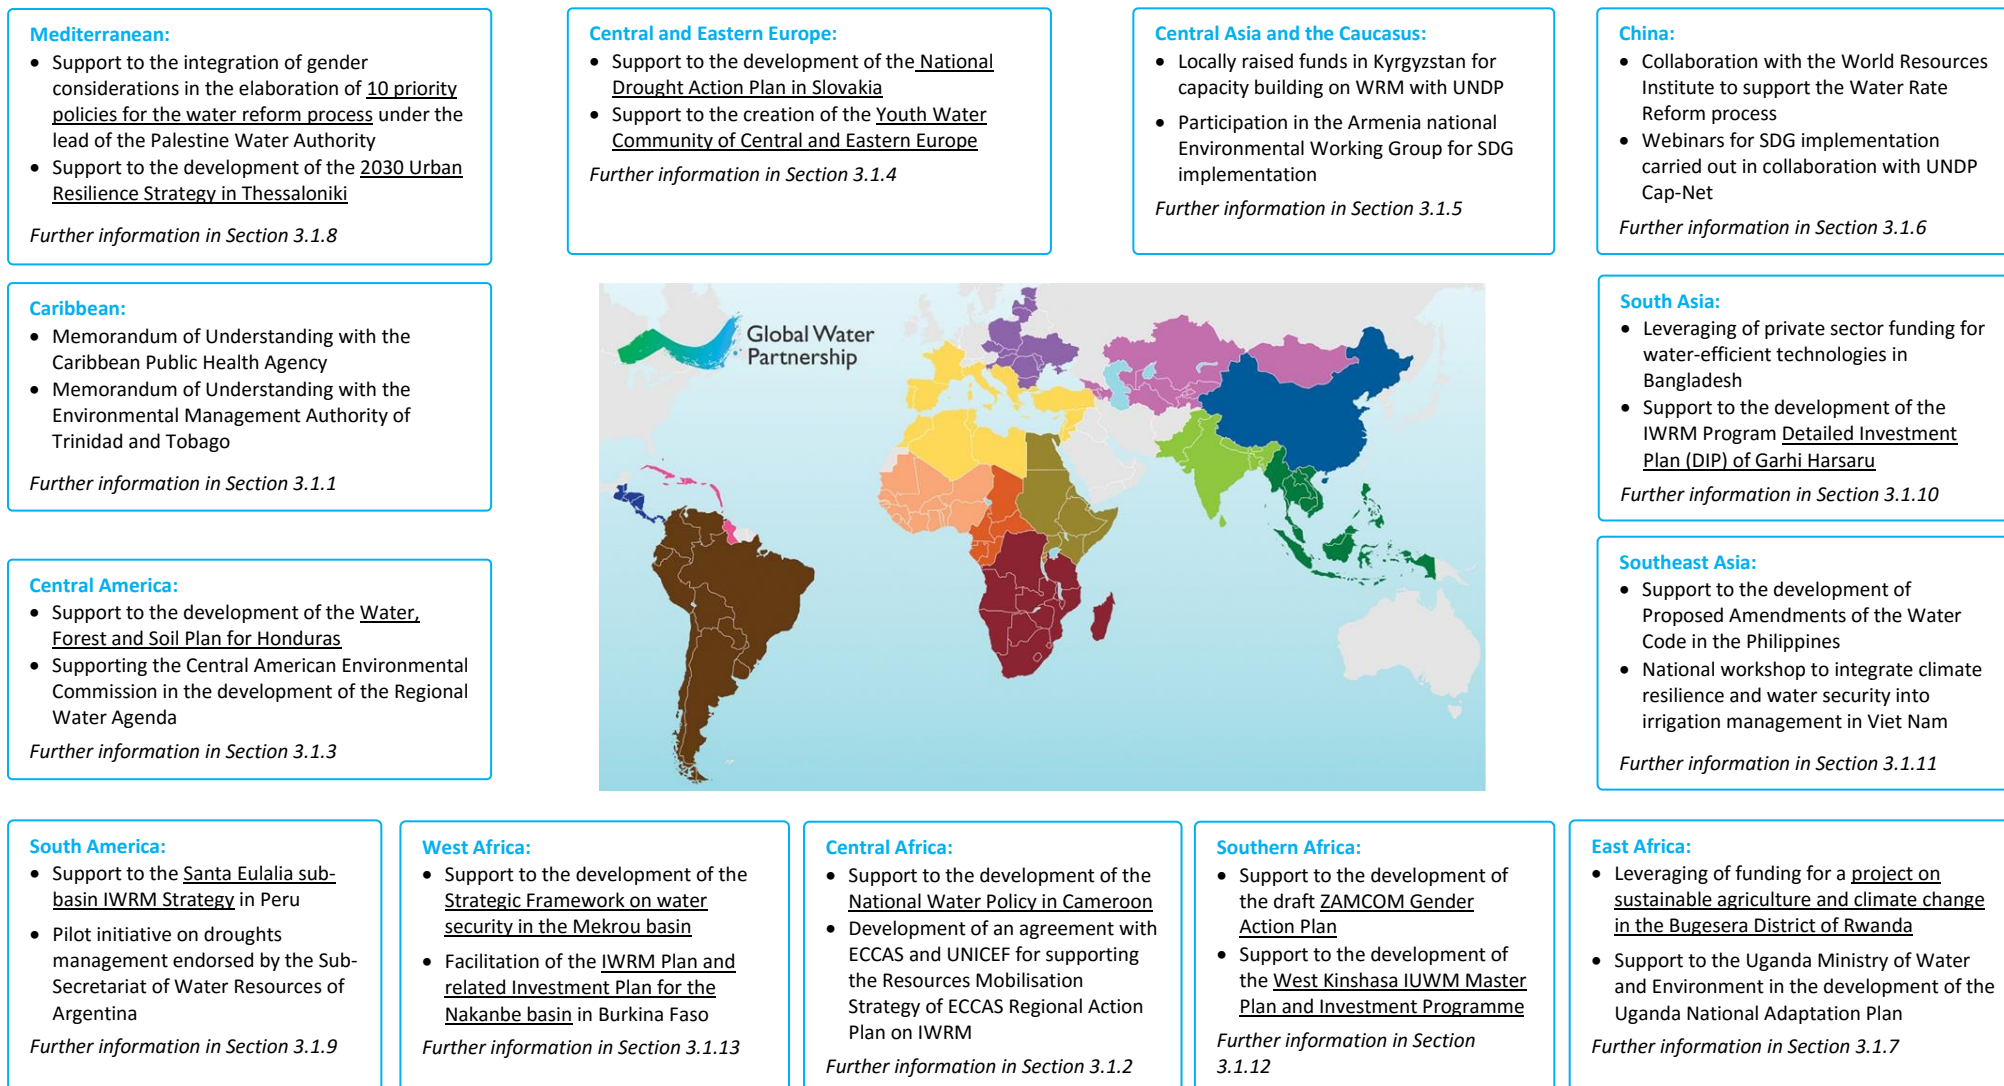 Mediterranean:
• Support to the integration of gender
considerations in the elaboration of 10 priority
policies for the water reform process under the
lead of the Palestine Water Authority
• Support to the development of the 2030 Urban
Resilience Strategy in Thessaloniki
Further information in Section 3.1.8
Central and Eastern Europe:
• Support to the development of the National
Drought Action Plan in Slovakia
• Support to the creation of the Youth Water
Community of Central and Eastern Europe
Further information in Section 3.1.4
Central Asia and the Caucasus:
• Locally raised funds in Kyrgyzstan for
capacity building on WRM with UNDP
• Participation in the Armenia national
Environmental Working Group for SDG
implementation
Further information in Section 3.1.5
China:
• Collaboration with the World Resources
Institute to support the Water Rate
Reform process
• Webinars for SDG implementation
carried out in collaboration with UNDP
Cap-Net
Further information in Section 3.1.6
Caribbean:
• Memorandum of Understanding with the
Caribbean Public Health Agency
• Memorandum of Understanding with the
Environmental Management Authority of
Trinidad and Tobago
Further information in Section 3.1.1
Global Water
Partnership
South Asia:
• Leveraging of private sector funding for
water-efficient technologies in
Bangladesh
• Support to the development of the
IWRM Program Detailed Investment
Plan (DIP) of Garhi Harsaru
Further information in Section 3.1.10
Central America:
• Support to the development of the Water,
Forest and Soil Plan for Honduras
• Supporting the Central American Environmental
Commission in the development of the Regional
Water Agenda
Further information in Section 3.1.3
Southeast Asia:
• Support to the development of
Proposed Amendments of the Water
Code in the Philippines
• National workshop to integrate climate
resilience and water security into
irrigation management in Viet Nam
Further information in Section 3.1.11
South America:
• Support to the Santa Eulalia sub-
basin IWRM Strategy in Peru
• Pilot initiative on droughts
management endorsed by the Sub-
Secretariat of Water Resources of
Argentina
Further information in Section 3.1.9
West Africa:
• Support to the development of the
Strategic Framework on water
security in the Mekrou basin
• Facilitation of the IWRM Plan and
related Investment Plan for the
Nakanbe basin in Burkina Faso
Further information in Section 3.1.13
Central Africa:
• Support to the development of the
National Water Policy in Cameroon
• Development of an agreement with
ECCAS and UNICEF for supporting
the Resources Mobilisation
Strategy of ECCAS Regional Action
Plan on IWRM
Further information in Section 3.1.2
Southern Africa:
• Support to the development of
the draft ZAMCOM Gender
Action Plan
• Support to the development of
the West Kinshasa IUWM Master
Plan and Investment Programme
Further information in Section
3.1.12
East Africa:
• Leveraging of funding for a project on
sustainable agriculture and climate change
in the Bugesera District of Rwanda
• Support to the Uganda Ministry of Water
and Environment in the development of the
Uganda National Adaptation Plan
Further information in Section 3.1.7